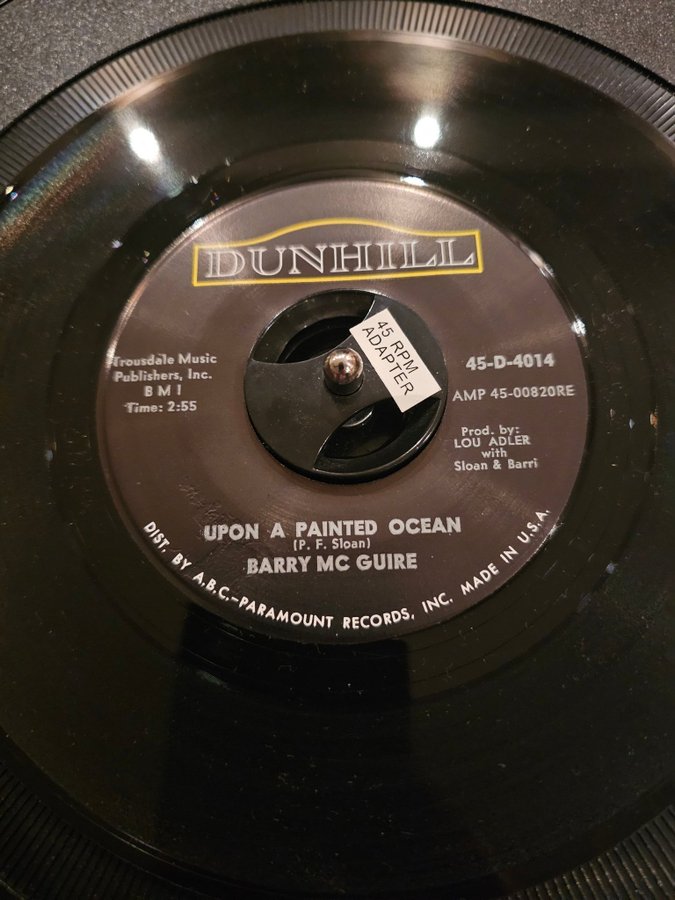 DUNHILL
45 RPM
ADAPTER
Trousdale Music
Publishers, Inc.
B M I
Time: 2:55
45-D-4014
AMP 45-00820RE
Prod. by:
LOU ADLER
with
Sloan & Barri
UPON A PAINTED OCEAN
(P. F. Sloan)
BARRY MC GUIRE
DIST. BY A.B.C.-PARAMOUNT RECORDS, INC. MADE IN U.S.A.